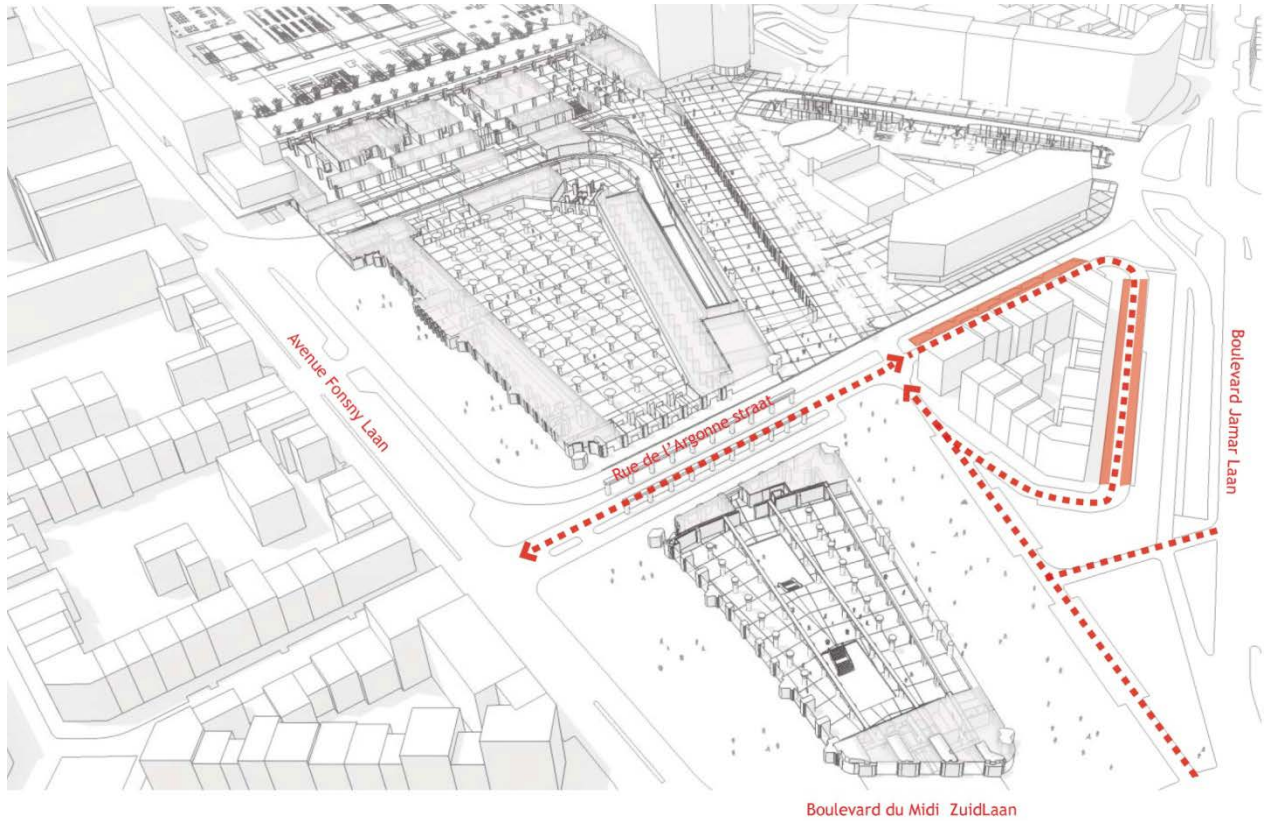 Avenue Fonsny Laan
Rue de l'Argonne straat
Boulevard Jamar Laan
Boulevard du Midi ZuidLaan